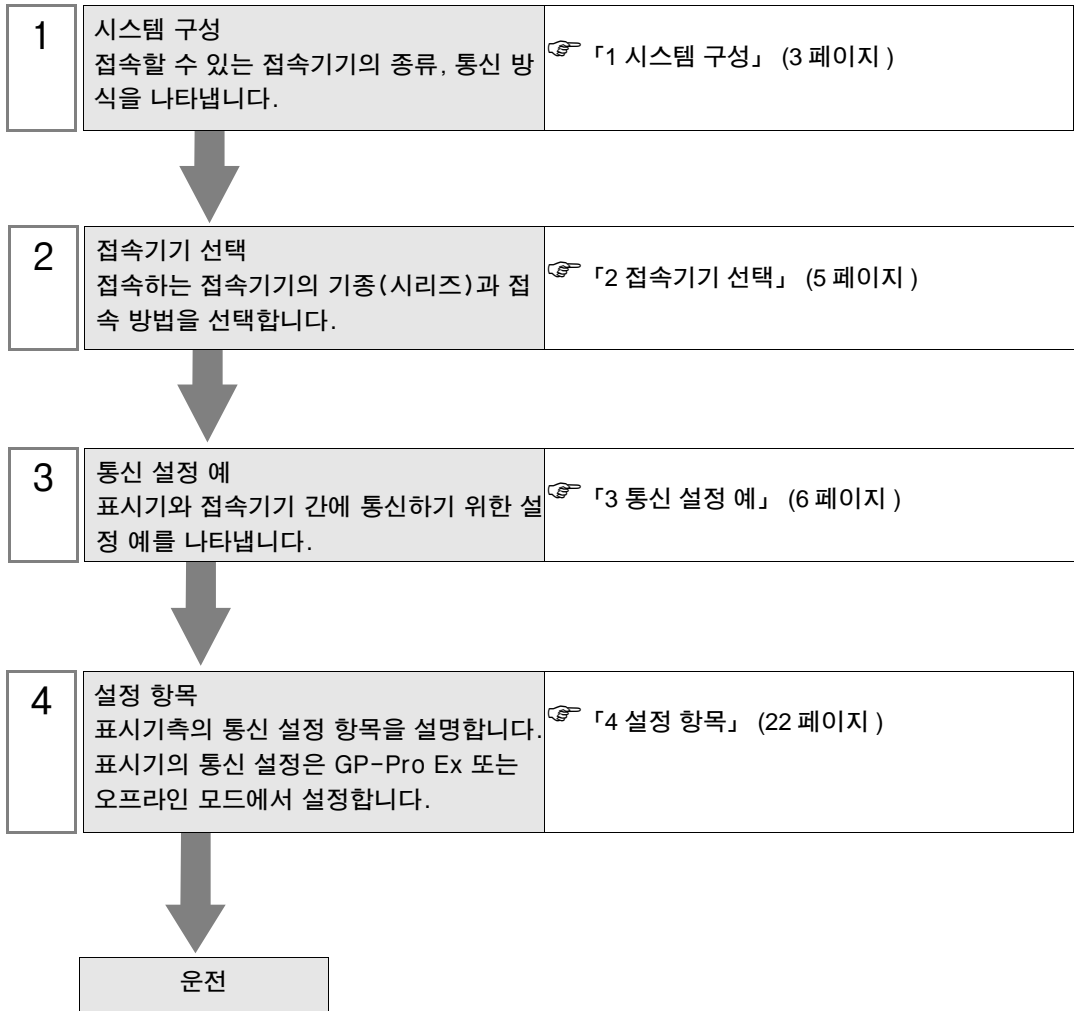 1
시스템 구성
접속할 수 있는 접속기기의 종류, 통신 방
식을 나타냅니다.
☞ 「1 시스템 구성」 (3 페이지 )
2
접속기기 선택
접속하는 접속기기의 기종(시리즈)과 접
속 방법을 선택합니다.
☞ 「2 접속기기 선택」 (5 페이지 )
3
통신 설정 예
표시기와 접속기기 간에 통신하기 위한 설
정 예를 나타냅니다.
☞ 「3 통신 설정 예」 (6 페이지 )
4
설정 항목
표시기측의 통신 설정 항목을 설명합니다.
표시기의 통신 설정은 GP-Pro Ex 또는
오프라인 모드에서 설정합니다.
☞ 「4 설정 항목」 (22 페이지 )
운전